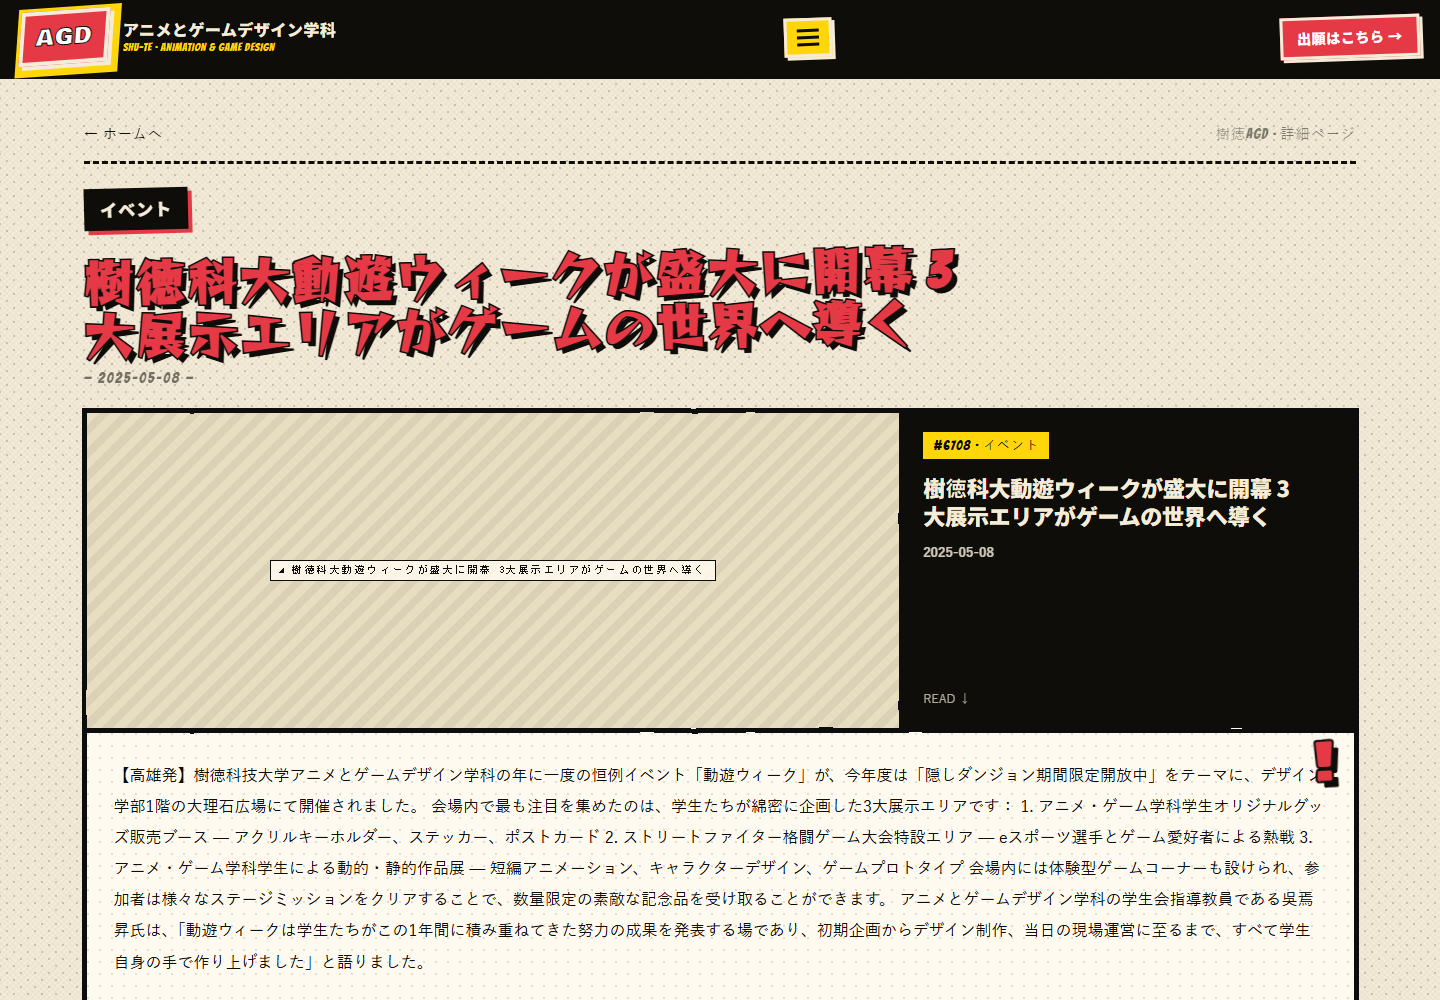 AGD
アニメとゲームデザイン学科
SHU-TE · ANIMATION & GAME DESIGN
出願はこちら →
← ホームへ
樹徳AGD · 詳細ページ
イベント
樹徳科大動遊ウィークが盛大に開幕 3
大展示エリアがゲームの世界へ導く
— 2025-05-08 —
#6708 · イベント
樹徳科大動遊ウィークが盛大に開幕 3
大展示エリアがゲームの世界へ導く
2025-05-08
◢ 樹徳科大動遊ウィークが盛大に開幕 3大展示エリアがゲームの世界へ導く
READ ↓
!
【高雄発】樹徳科技大学アニメとゲームデザイン学科の年に一度の恒例イベント「動遊ウィーク」が、今年度は「隠しダンジョン期間限定開放中」をテーマに、デザイン
学部1階の大理石広場にて開催されました。 会場内で最も注目を集めたのは、学生たちが綿密に企画した3大展示エリアです： 1. アニメ・ゲーム学科学生オリジナルグッ
ズ販売ブース — アクリルキーホルダー、ステッカー、ポストカード 2. ストリートファイター格闘ゲーム大会特設エリア — eスポーツ選手とゲーム愛好者による熱戦 3.
アニメ・ゲーム学科学生による動的・静的作品展 — 短編アニメーション、キャラクターデザイン、ゲームプロトタイプ 会場内には体験型ゲームコーナーも設けられ、参
加者は様々なステージミッションをクリアすることで、数量限定の素敵な記念品を受け取ることができます。 アニメとゲームデザイン学科の学生会指導教員である呉焉
昇氏は、「動遊ウィークは学生たちがこの1年間に積み重ねてきた努力の成果を発表する場であり、初期企画からデザイン制作、当日の現場運営に至るまで、すべて学生
自身の手で作り上げました」と語りました。